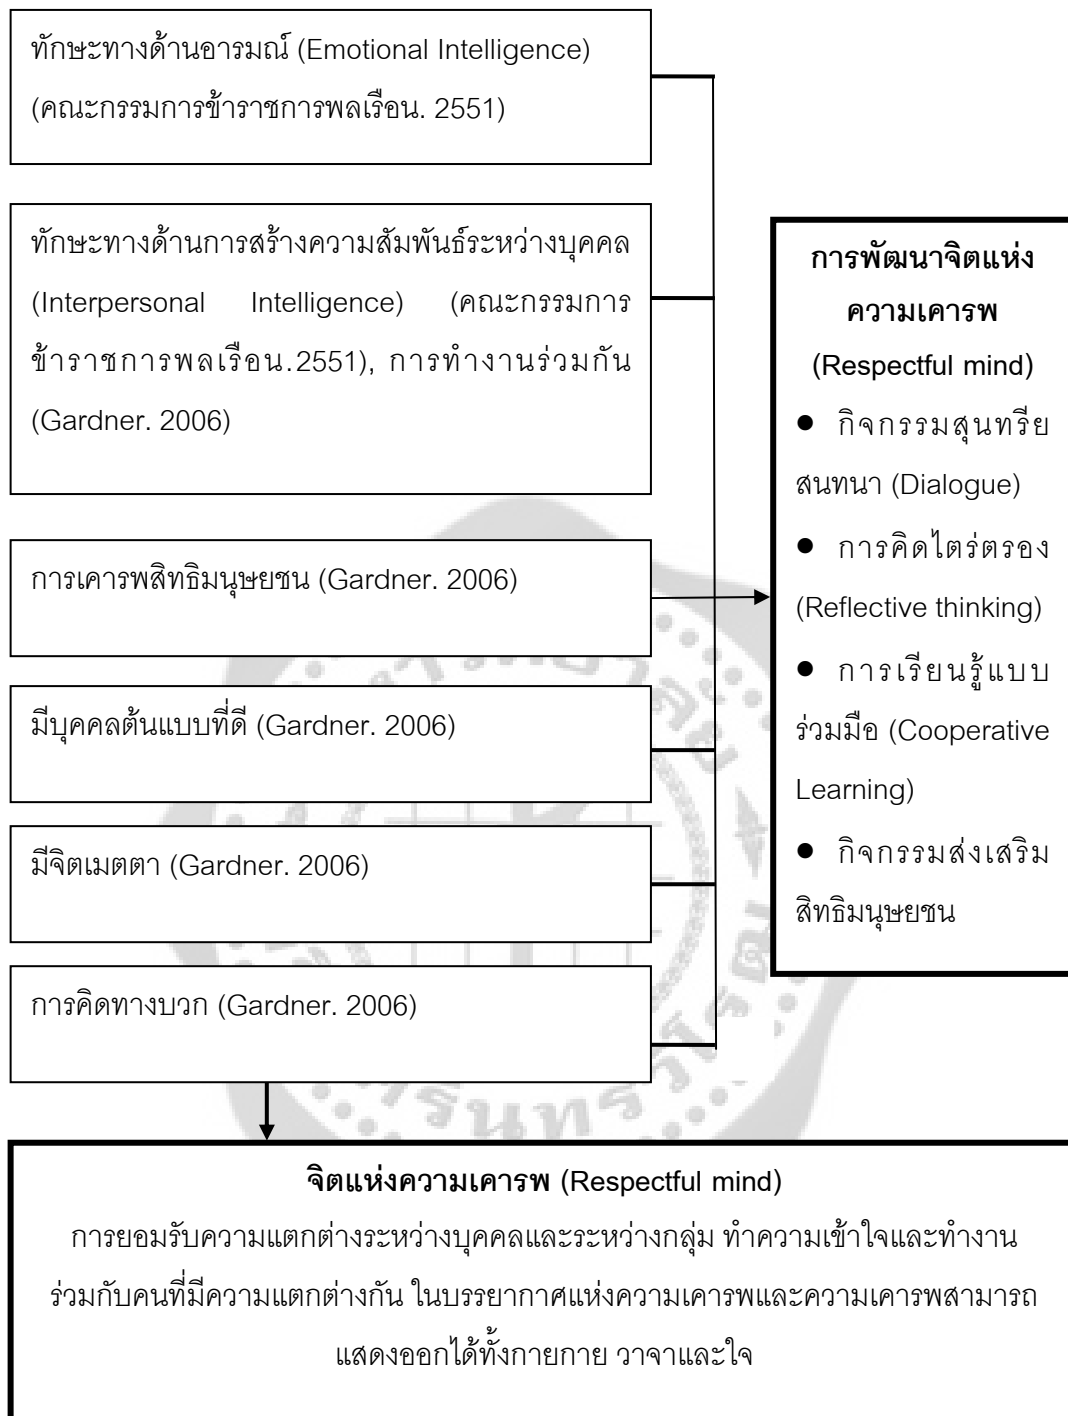 ทักษะทางด้านอารมณ์ (Emotional Intelligence)
(คณะกรรมการข้าราชการพลเรือน. 2551)
ทักษะทางด้านการสร้างความสัมพันธ์ระหว่างบุคคล
(Interpersonal Intelligence) (คณะกรรมการ
ข้าราชการพลเรือน.2551), การทำงานร่วมกัน
(Gardner. 2006)
การเคารพสิทธิมนุษยชน (Gardner. 2006)
มีบุคคลต้นแบบที่ดี (Gardner. 2006)
มีจิตเมตตา (Gardner. 2006)
การคิดทางบวก (Gardner. 2006)
การพัฒนาจิตแห่ง
ความเคารพ
(Respectful mind)
● กิจกรรมสุนทรีย
สนทนา (Dialogue)
● การคิดไตร่ตรอง
(Reflective thinking)
● การเรียนรู้แบบ
ร่วมมือ (Cooperative
Learning)
● กิจกรรมส่งเสริม
สิทธิมนุษยชน
จิตแห่งความเคารพ (Respectful mind)
การยอมรับความแตกต่างระหว่างบุคคลและระหว่างกลุ่ม ทำความเข้าใจและทำงาน
ร่วมกับคนที่มีความแตกต่างกัน ในบรรยากาศแห่งความเคารพและความเคารพสามารถ
แสดงออกได้ทั้งกายกาย วาจาและใจ